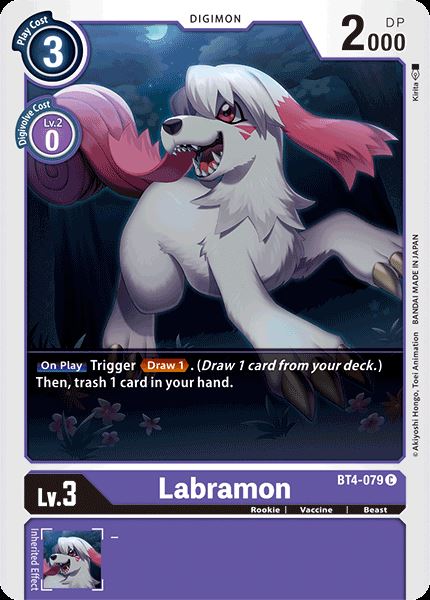 DIGIMON
Play Cost
3
DP
2000
Digivolve Cost
Lv.2
0
Kirita
© Akiyoshi Hongo, Toei Animation BANDAI MADE IN JAPAN
On Play Trigger Draw 1. (Draw 1 card from your deck.)
Then, trash 1 card in your hand.
Lv.3
Labramon
BT4-079 C
Rookie | Vaccine | Beast
Inherited Effect
–